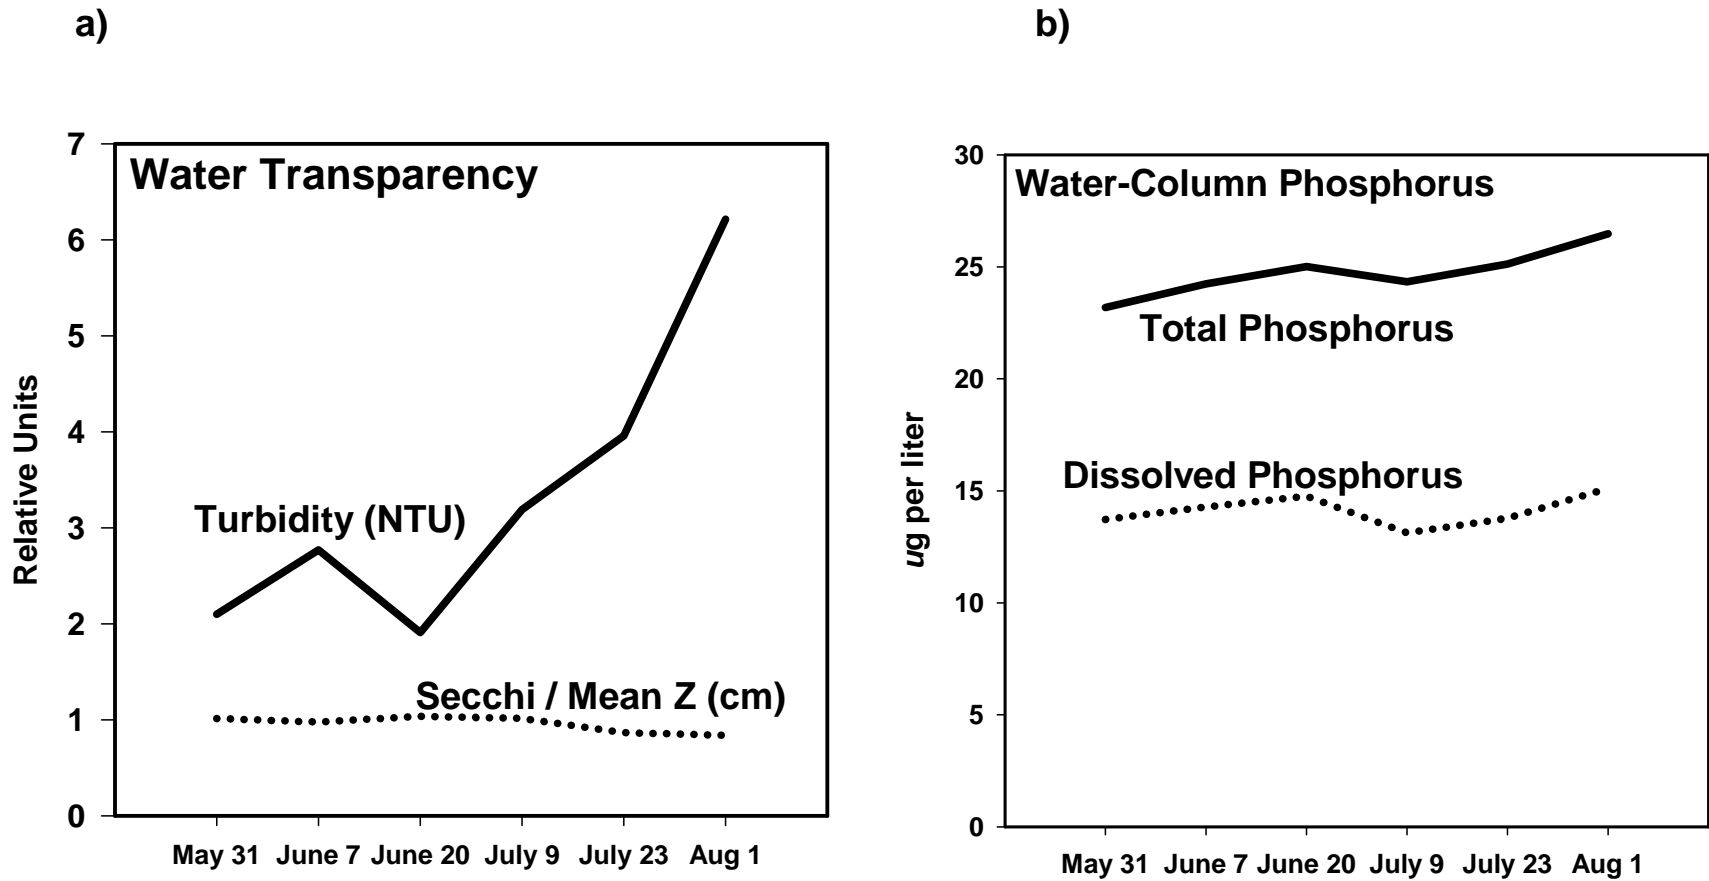 a)
Water Transparency
7
6
5
4
3
2
1
0
Relative Units
Turbidity (NTU)
Secchi / Mean Z (cm)
May 31 June 7 June 20 July 9 July 23 Aug 1
b)
Water-Column Phosphorus
30
25
20
15
10
5
0
ug per liter
Total Phosphorus
Dissolved Phosphorus
May 31 June 7 June 20 July 9 July 23 Aug 1